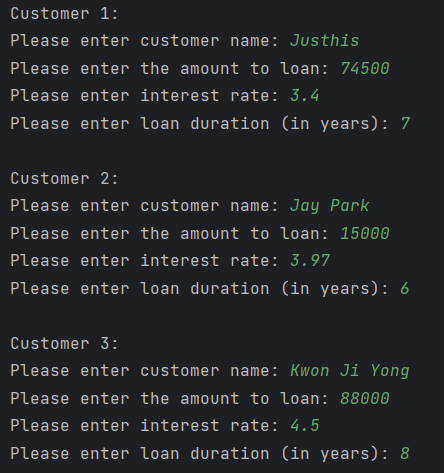 Customer 1:
Please enter customer name: Justhis
Please enter the amount to loan: 74500
Please enter interest rate: 3.4
Please enter loan duration (in years): 7
Customer 2:
Please enter customer name: Jay Park
Please enter the amount to loan: 15000
Please enter interest rate: 3.97
Please enter loan duration (in years): 6
Customer 3:
Please enter customer name: Kwon Ji Yong
Please enter the amount to loan: 88000
Please enter interest rate: 4.5
Please enter loan duration (in years): 8